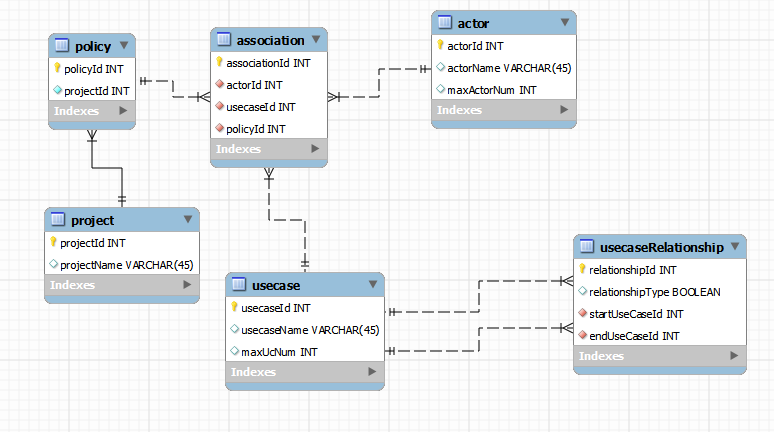 policy
policyId INT
projectId INT
Indexes
association
associationId INT
actorId INT
usecaseId INT
policyId INT
Indexes
actor
actorId INT
actorName VARCHAR(45)
maxActorNum INT
Indexes
project
projectId INT
projectName VARCHAR(45)
Indexes
usecase
usecaseId INT
usecaseName VARCHAR(45)
maxUcNum INT
Indexes
usecaseRelationship
relationshipId INT
relationshipType BOOLEAN
startUseCaseId INT
endUseCaseId INT
Indexes